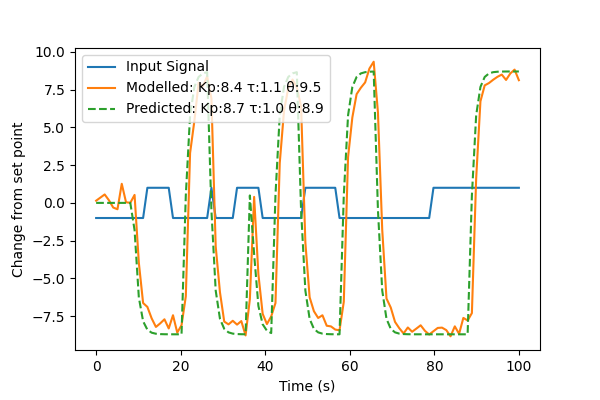 10.0
7.5
5.0
2.5
0.0
−2.5
−5.0
−7.5
Change from set point
Input Signal
Modelled: Kp:8.4 τ:1.1 θ:9.5
Predicted: Kp:8.7 τ:1.0 θ:8.9
0
20
40
60
80
100
Time (s)